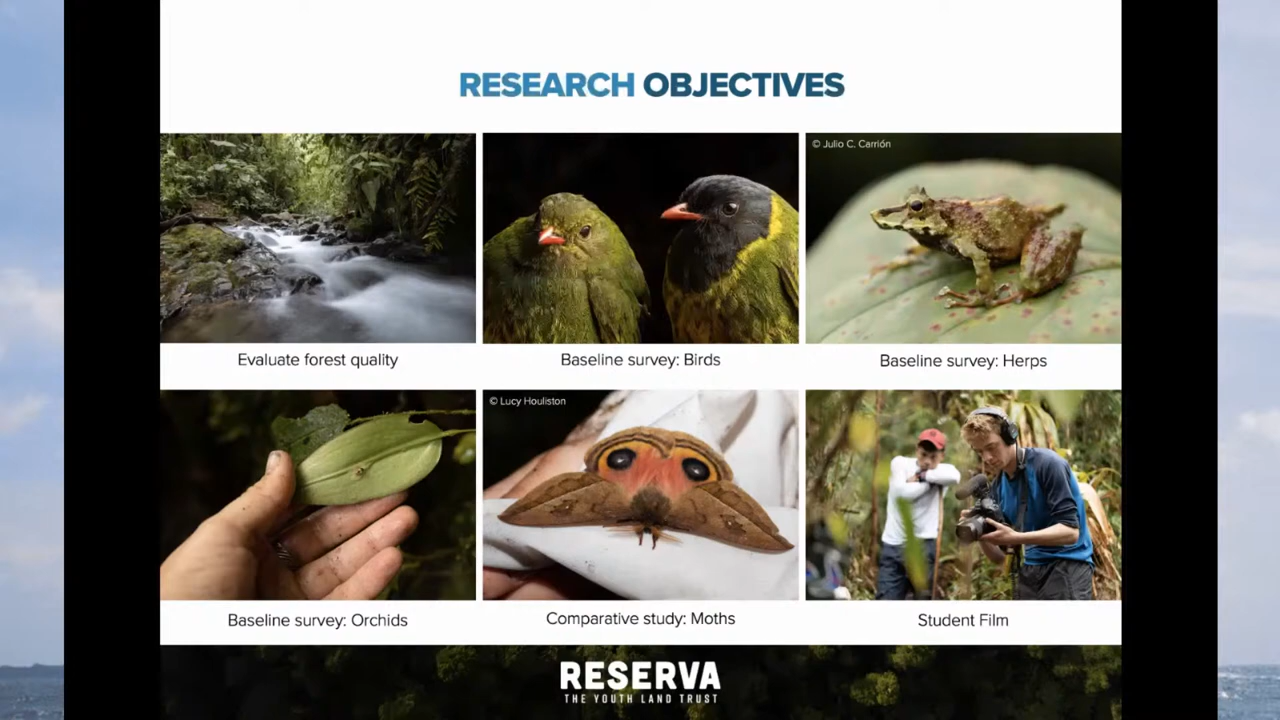 RESEARCH OBJECTIVES
© Julio C. Carrión
Evaluate forest quality
Baseline survey: Birds
Baseline survey: Herps
© Lucy Houliston
Baseline survey: Orchids
Comparative study: Moths
Student Film
RESERVA
THE YOUTH LAND TRUST